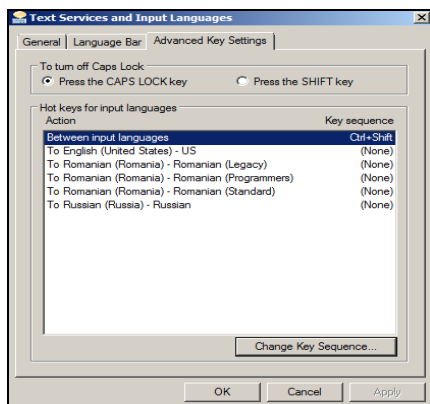 Text Services and Input Languages
General Language Bar Advanced Key Settings
To turn off Caps Lock
Press the CAPS LOCK key Press the SHIFT key
Hot keys for input languages
Action Key sequence
Between input languages Ctrl+Shift
To English (United States) - US (None)
To Romanian (Romania) - Romanian (Legacy) (None)
To Romanian (Romania) - Romanian (Programmers) (None)
To Romanian (Romania) - Romanian (Standard) (None)
To Russian (Russia) - Russian (None)
Change Key Sequence...
OK Cancel Apply